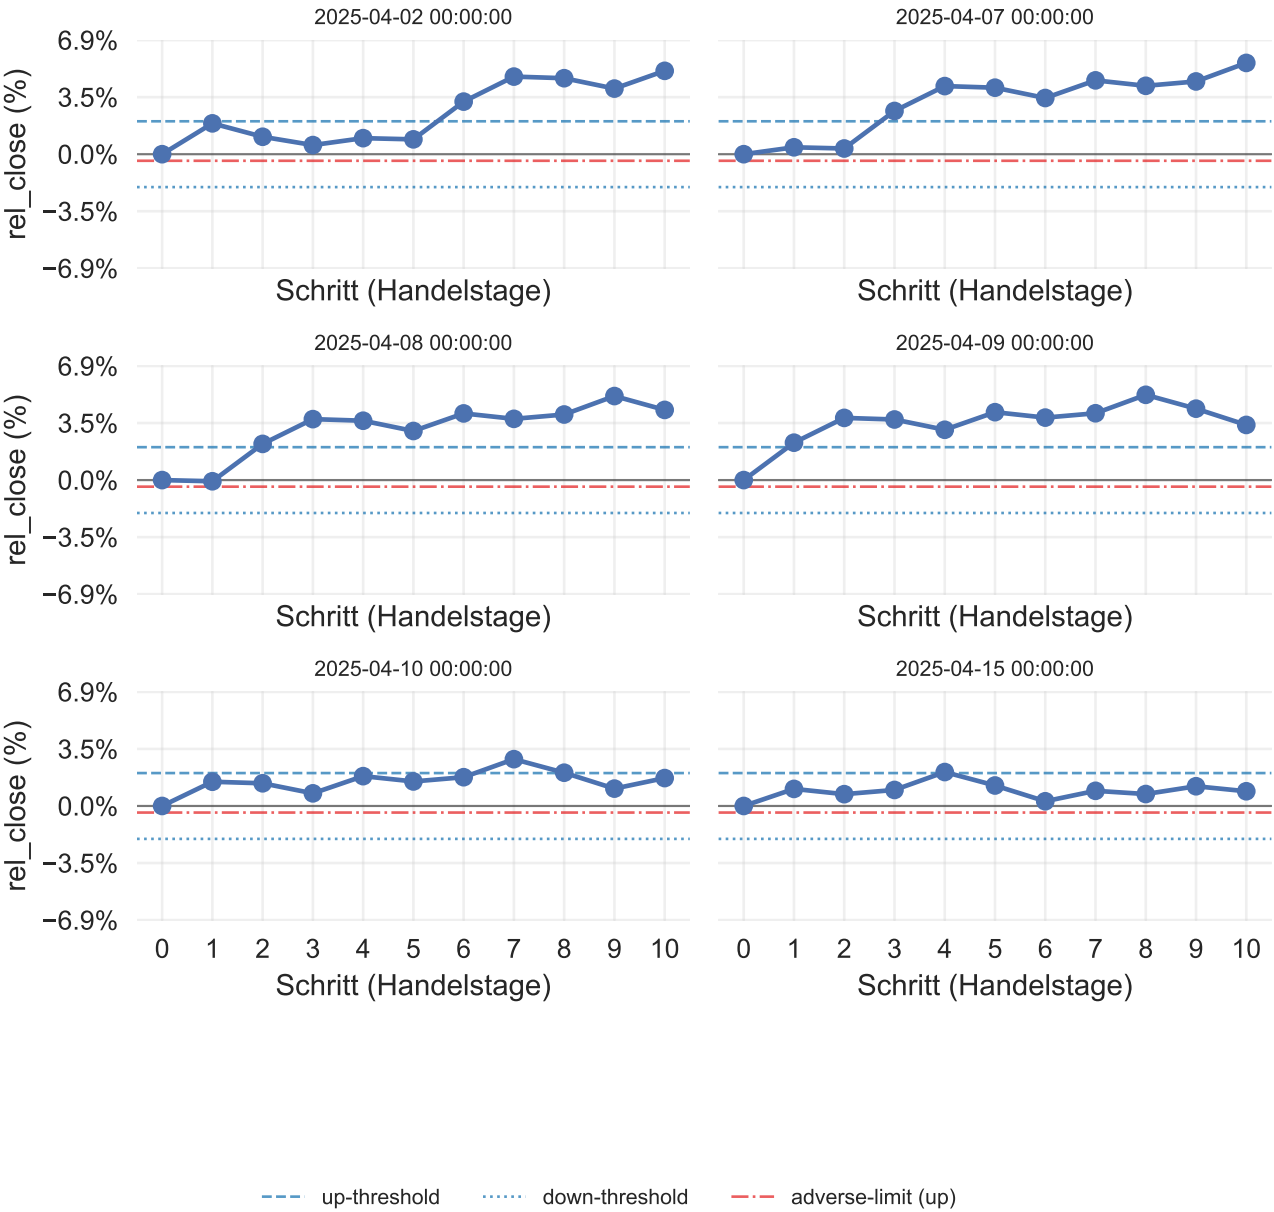 2025-04-02 00:00:00
2025-04-07 00:00:00
6.9%
3.5%
0.0%
−3.5%
−6.9%
rel_close (%)
Schritt (Handelstage)
Schritt (Handelstage)
2025-04-08 00:00:00
2025-04-09 00:00:00
6.9%
3.5%
0.0%
−3.5%
−6.9%
rel_close (%)
Schritt (Handelstage)
Schritt (Handelstage)
2025-04-10 00:00:00
2025-04-15 00:00:00
6.9%
3.5%
0.0%
−3.5%
−6.9%
rel_close (%)
0 1 2 3 4 5 6 7 8 9 10
0 1 2 3 4 5 6 7 8 9 10
Schritt (Handelstage)
Schritt (Handelstage)
up-threshold down-threshold adverse-limit (up)